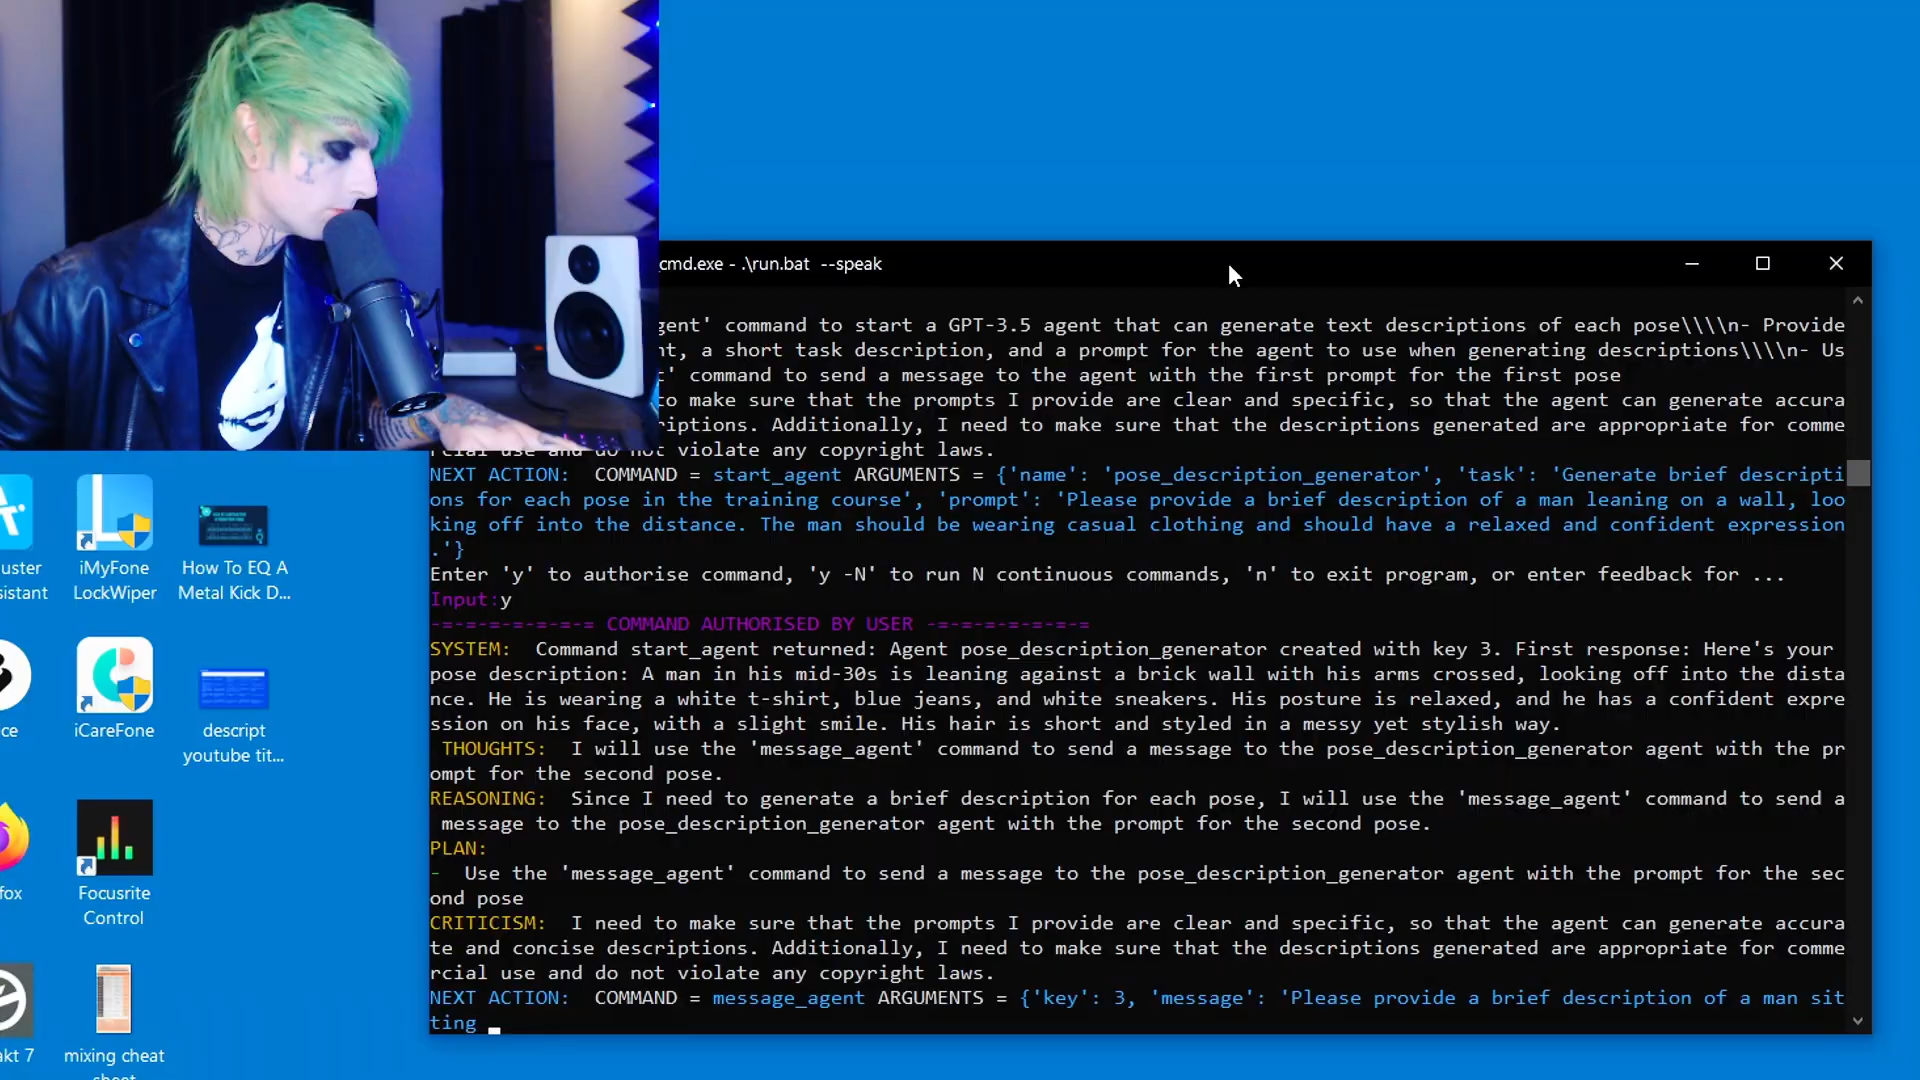 cmd.exe - .\run.bat --speak
gent' command to start a GPT-3.5 agent that can generate text descriptions of each pose\\\\n- Provide
nt, a short task description, and a prompt for the agent to use when generating descriptions\\\\n- Us
t' command to send a message to the agent with the first prompt for the first pose
to make sure that the prompts I provide are clear and specific, so that the agent can generate accura
riptions. Additionally, I need to make sure that the descriptions generated are appropriate for comme
rcial use and do not violate any copyright laws.
NEXT ACTION:  COMMAND = start_agent ARGUMENTS = {'name': 'pose_description_generator', 'task': 'Generate brief descripti
ons for each pose in the training course', 'prompt': 'Please provide a brief description of a man leaning on a wall, loo
king off into the distance. The man should be wearing casual clothing and should have a relaxed and confident expression
.'}
Enter 'y' to authorise command, 'y -N' to run N continuous commands, 'n' to exit program, or enter feedback for ...
Input:y
-=-=-=-=-=-=-= COMMAND AUTHORISED BY USER -=-=-=-=-=-=-=
SYSTEM:  Command start_agent returned: Agent pose_description_generator created with key 3. First response: Here's your
pose description: A man in his mid-30s is leaning against a brick wall with his arms crossed, looking off into the dista
nce. He is wearing a white t-shirt, blue jeans, and white sneakers. His posture is relaxed, and he has a confident expre
ssion on his face, with a slight smile. His hair is short and styled in a messy yet stylish way.
THOUGHTS:  I will use the 'message_agent' command to send a message to the pose_description_generator agent with the pr
ompt for the second pose.
REASONING:  Since I need to generate a brief description for each pose, I will use the 'message_agent' command to send a
message to the pose_description_generator agent with the prompt for the second pose.
PLAN:
-  Use the 'message_agent' command to send a message to the pose_description_generator agent with the prompt for the sec
ond pose
CRITICISM:  I need to make sure that the prompts I provide are clear and specific, so that the agent can generate accura
te and concise descriptions. Additionally, I need to make sure that the descriptions generated are appropriate for comme
rcial use and do not violate any copyright laws.
NEXT ACTION:  COMMAND = message_agent ARGUMENTS = {'key': 3, 'message': 'Please provide a brief description of a man sit
ting
uster
sistant
iMyFone
LockWiper
How To EQ A
Metal Kick D...
ce
iCareFone
descript
youtube tit...
fox
Focusrite
Control
akt 7
mixing cheat